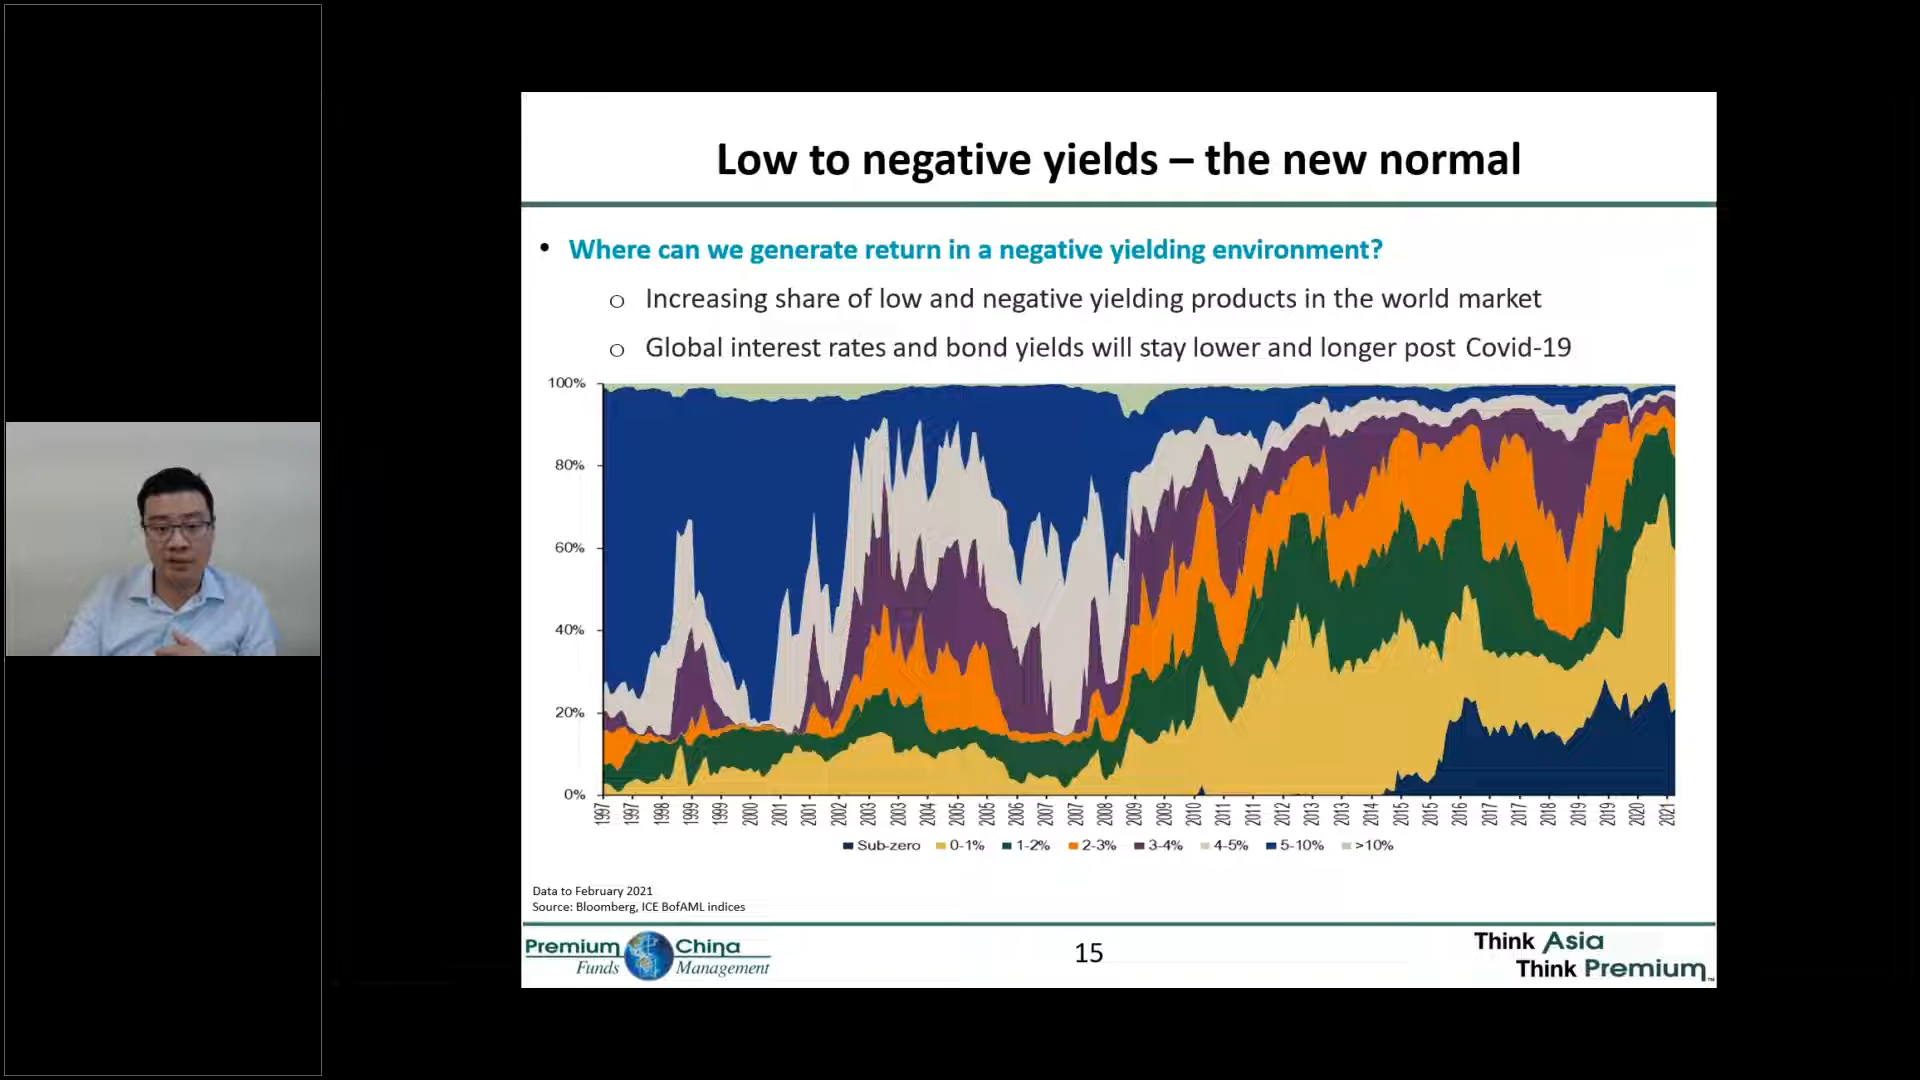 Low to negative yields – the new normal
• Where can we generate return in a negative yielding environment?
o Increasing share of low and negative yielding products in the world market
o Global interest rates and bond yields will stay lower and longer post Covid-19
100%
80%
60%
40%
20%
0%
1997 1997 1998 1999 1999 2000 2001 2001 2002 2003 2003 2004 2005 2005 2006 2007 2007 2008 2009 2009 2010 2011 2011 2012 2013 2013 2014 2015 2015 2016 2017 2017 2018 2019 2019 2020 2021
Sub-zero 0-1% 1-2% 2-3% 3-4% 4-5% 5-10% >10%
Data to February 2021
Source: Bloomberg, ICE BofAML indices
Premium China
Funds Management
15
Think Asia
Think Premium™